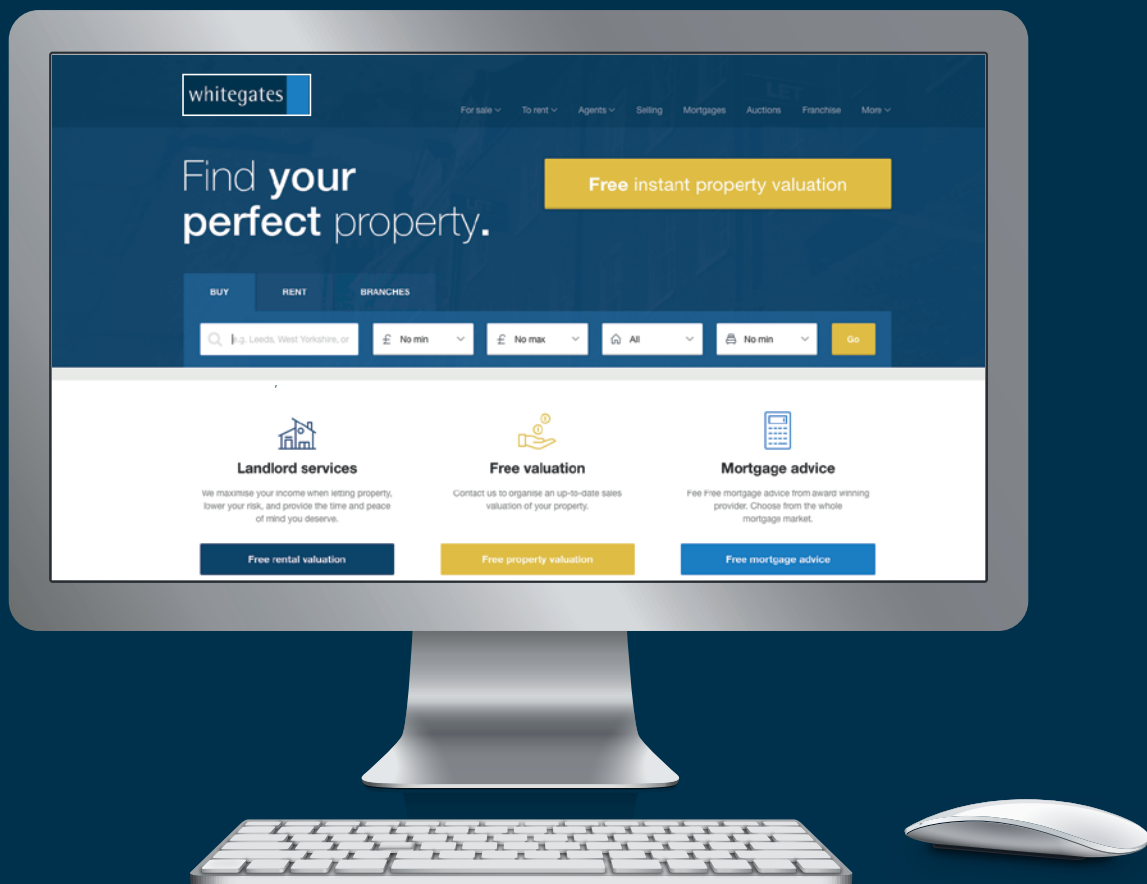 whitegates
For sale To rent Agents Selling Mortgages Auctions Franchise More
Find your
perfect property.
Free instant property valuation
BUY RENT BRANCHES
e.g. Leeds, West Yorkshire, or £ No min £ No max All No min Go
Landlord services
We maximise your income when letting property,
lower your risk, and provide the time and peace
of mind you deserve.
Free rental valuation
Free valuation
Contact us to organise an up-to-date sales
valuation of your property.
Free property valuation
Mortgage advice
Fee Free mortgage advice from award winning
provider. Choose from the whole
mortgage market.
Free mortgage advice